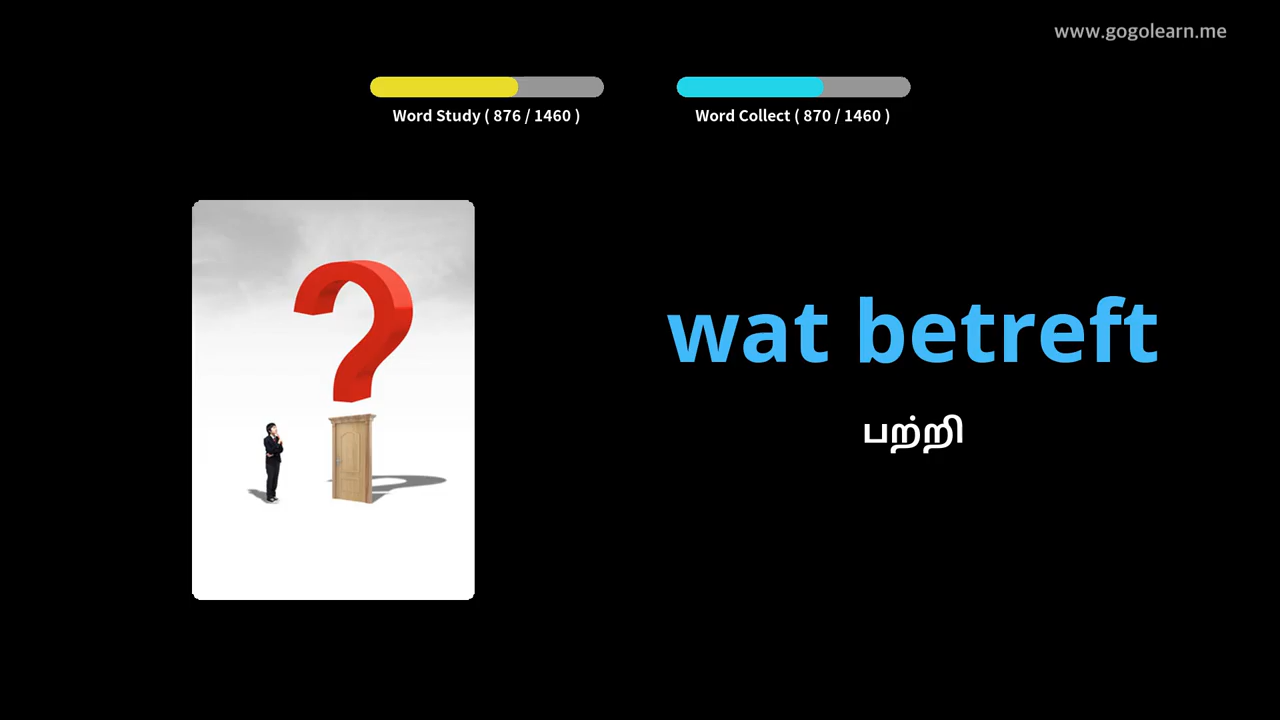 www.gogolearn.me
Word Study ( 876 / 1460 )
Word Collect ( 870 / 1460 )
wat betreft
பற்றி